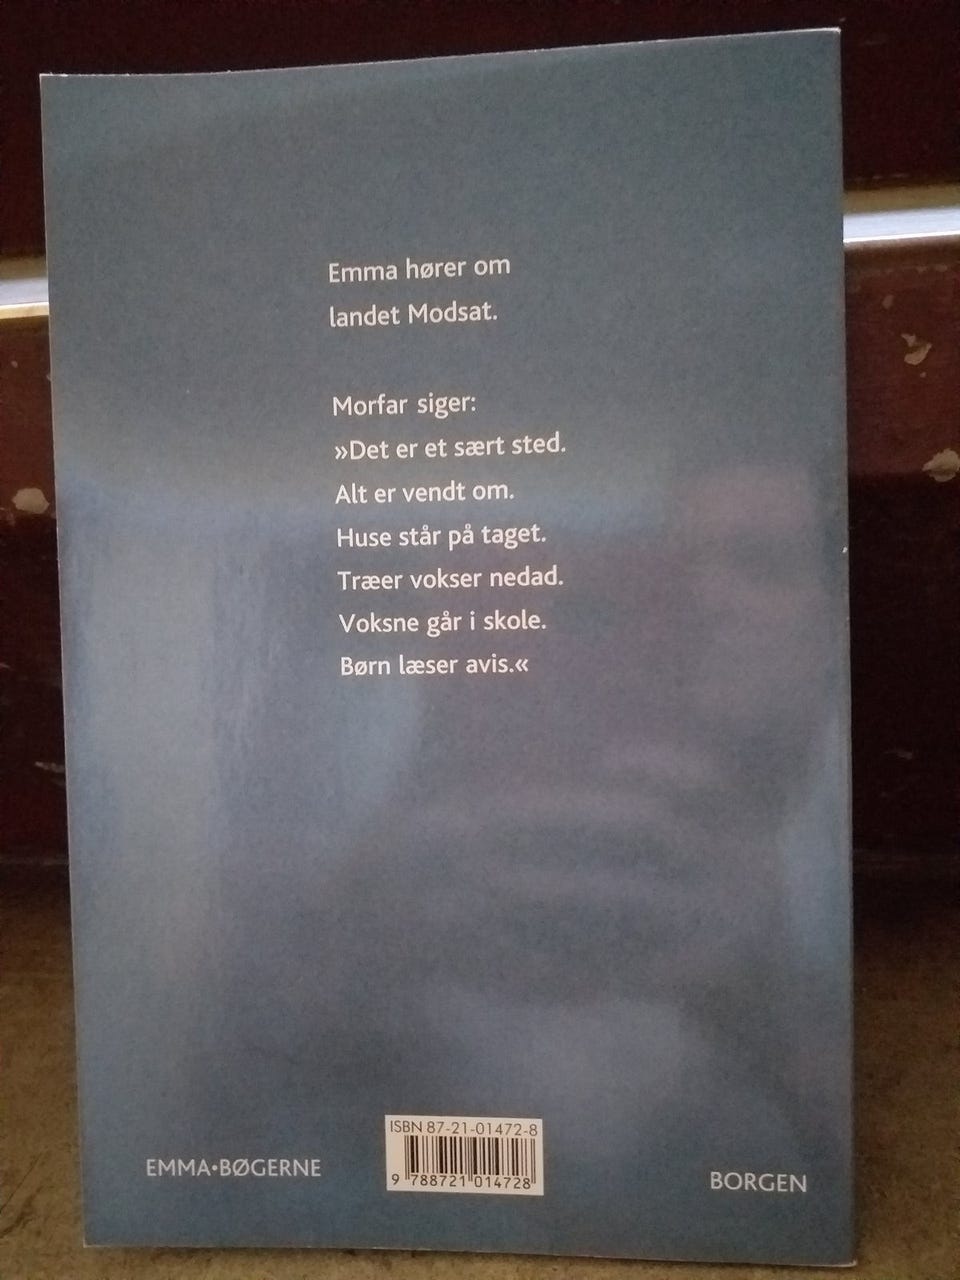 Emma hører om
landet Modsat.
Morfar siger:
»Det er et sært sted.
Alt er vendt om.
Huse står på taget.
Træer vokser nedad.
Voksne går i skole.
Børn læser avis.«
ISBN 87-21-01472-8
9 788721 014728
EMMA•BØGERNE
BORGEN